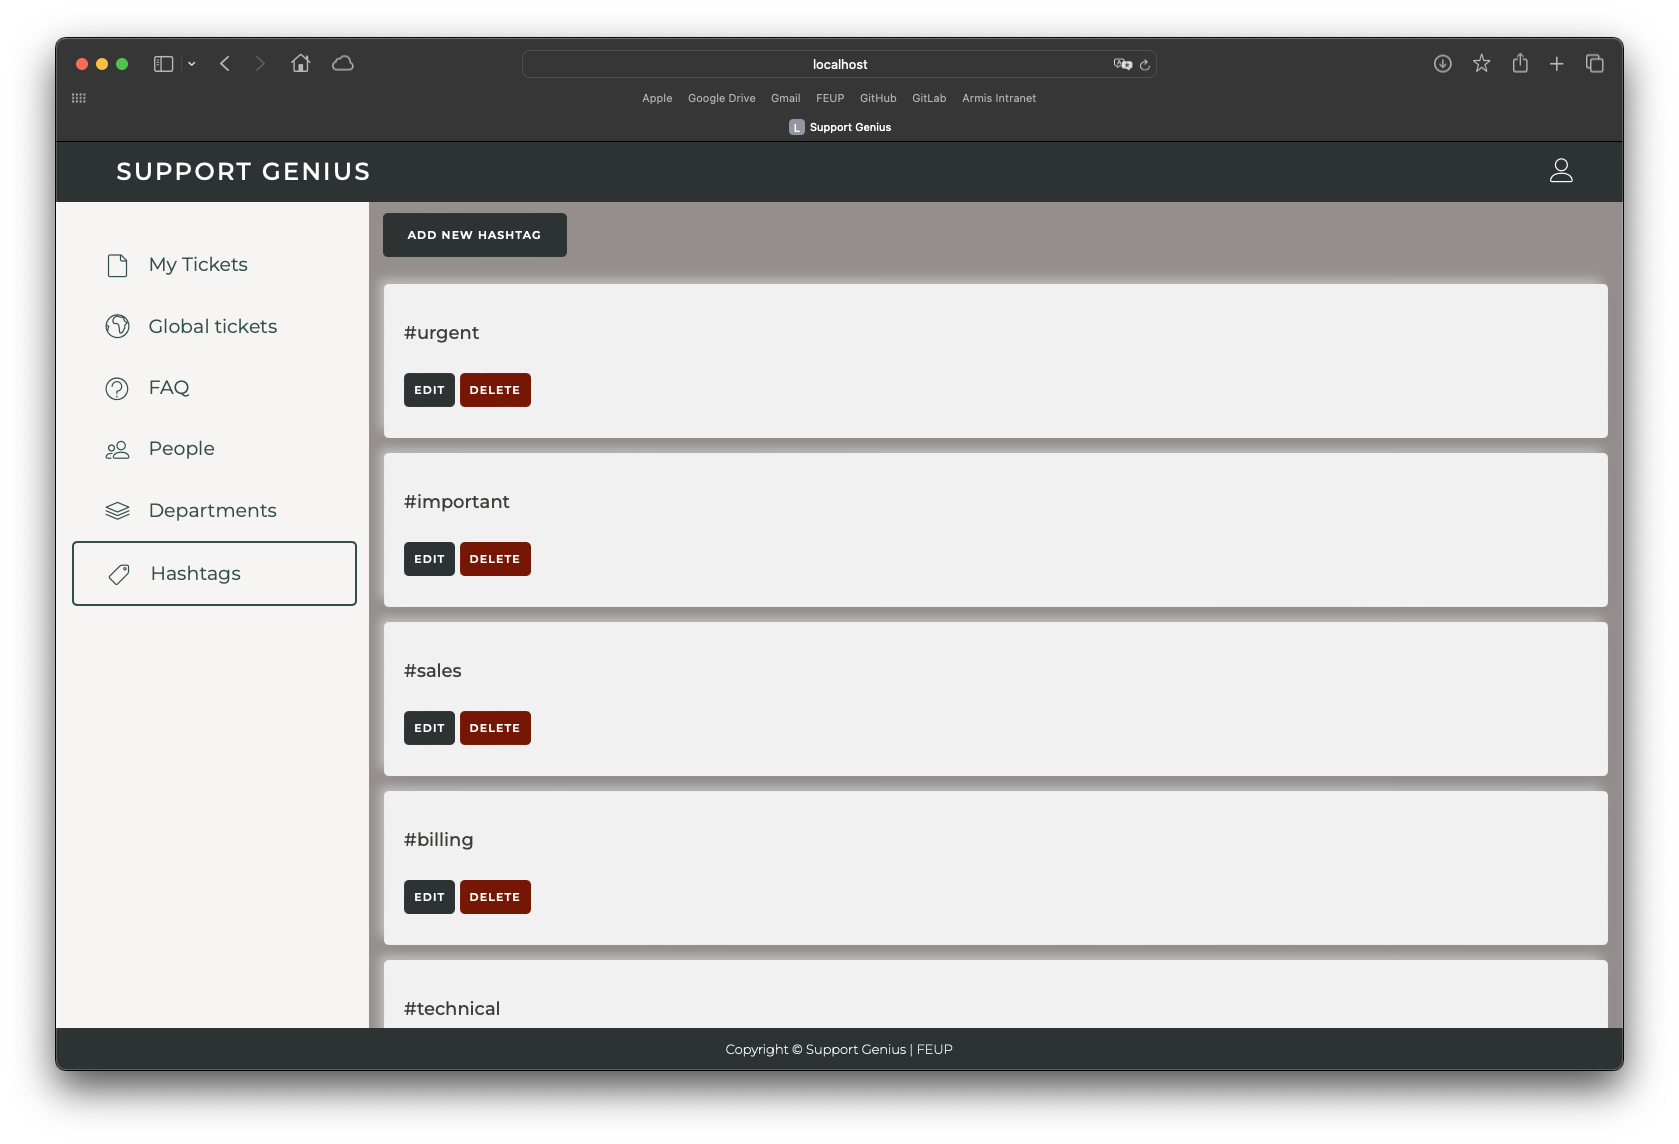 localhost
Apple Google Drive Gmail FEUP GitHub GitLab Armis Intranet
L Support Genius
SUPPORT GENIUS
My Tickets
Global tickets
FAQ
People
Departments
Hashtags
ADD NEW HASHTAG
#urgent
EDIT DELETE
#important
EDIT DELETE
#sales
EDIT DELETE
#billing
EDIT DELETE
#technical
Copyright © Support Genius | FEUP